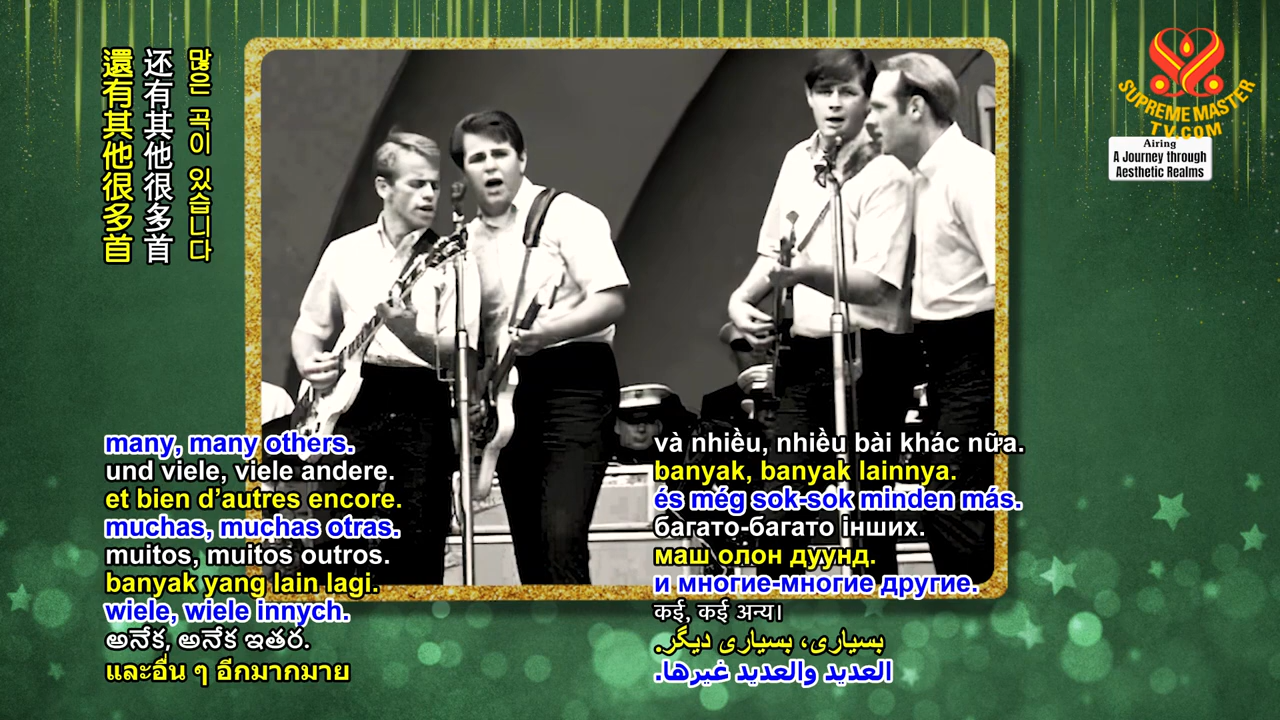 還有其他很多首
还有其他很多首
많은 곡이 있습니다
SUPREME MASTER
TV.COM
Airing
A Journey through
Aesthetic Realms
many, many others.
und viele, viele andere.
et bien d’autres encore.
muchas, muchas otras.
muitos, muitos outros.
banyak yang lain lagi.
wiele, wiele innych.
ಅನೇಕ, ಅನೇಕ ಇತರ.
และอื่น ๆ อีกมากมาย
và nhiều, nhiều bài khác nữa.
banyak, banyak lainnya.
és még sok-sok minden más.
багато-багато інших.
маш олон дуунд.
и многие-многие другие.
कई, कई अन्य।
بسیاری، بسیاری دیگر.
العديد والعديد غيرها.